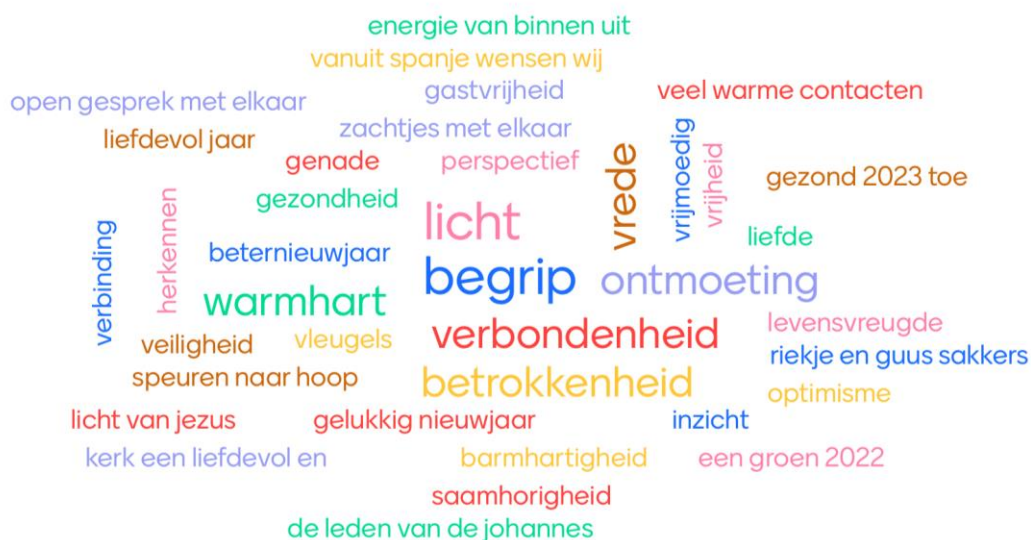 energie van binnen uit
vanuit spanje wensen wij
open gesprek met elkaar
gastvrijheid
veel warme contacten
liefdevol jaar
zachtjes met elkaar
genade
perspectief
vrede
vrijmoedig
vrijheid
gezond 2023 toe
gezondheid
herkennen
verbinding
licht
liefde
beternieuwjaar
begrip
ontmoeting
warmhart
verbondenheid
levensvreugde
veiligheid
vleugels
riekje en guus sakkers
speuren naar hoop
betrokkenheid
optimisme
licht van jezus
gelukkig nieuwjaar
inzicht
kerk een liefdevol en
barmhartigheid
een groen 2022
saamhorigheid
de leden van de johannes